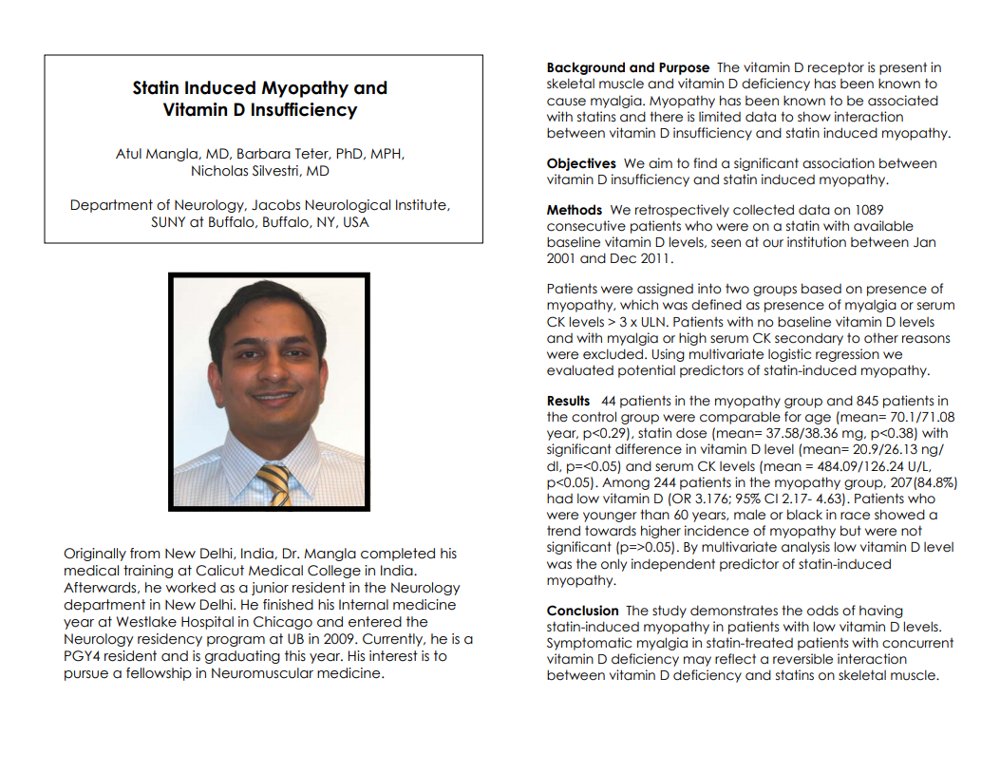 Statin Induced Myopathy and
Vitamin D Insufficiency
Atul Mangla, MD, Barbara Teter, PhD, MPH,
Nicholas Silvestri, MD
Department of Neurology, Jacobs Neurological Institute,
SUNY at Buffalo, Buffalo, NY, USA
Originally from New Delhi, India, Dr. Mangla completed his
medical training at Calicut Medical College in India.
Afterwards, he worked as a junior resident in the Neurology
department in New Delhi. He finished his Internal medicine
year at Westlake Hospital in Chicago and entered the
Neurology residency program at UB in 2009. Currently, he is a
PGY4 resident and is graduating this year. His interest is to
pursue a fellowship in Neuromuscular medicine.
Background and Purpose The vitamin D receptor is present in
skeletal muscle and vitamin D deficiency has been known to
cause myalgia. Myopathy has been known to be associated
with statins and there is limited data to show interaction
between vitamin D insufficiency and statin induced myopathy.
Objectives We aim to find a significant association between
vitamin D insufficiency and statin induced myopathy.
Methods We retrospectively collected data on 1089
consecutive patients who were on a statin with available
baseline vitamin D levels, seen at our institution between Jan
2001 and Dec 2011.
Patients were assigned into two groups based on presence of
myopathy, which was defined as presence of myalgia or serum
CK levels > 3 x ULN. Patients with no baseline vitamin D levels
and with myalgia or high serum CK secondary to other reasons
were excluded. Using multivariate logistic regression we
evaluated potential predictors of statin-induced myopathy.
Results 44 patients in the myopathy group and 845 patients in
the control group were comparable for age (mean= 70.1/71.08
year, p<0.29), statin dose (mean= 37.58/38.36 mg, p<0.38) with
significant difference in vitamin D level (mean= 20.9/26.13 ng/
dl, p=<0.05) and serum CK levels (mean = 484.09/126.24 U/L,
p<0.05). Among 244 patients in the myopathy group, 207(84.8%)
had low vitamin D (OR 3.176; 95% CI 2.17- 4.63). Patients who
were younger than 60 years, male or black in race showed a
trend towards higher incidence of myopathy but were not
significant (p=>0.05). By multivariate analysis low vitamin D level
was the only independent predictor of statin-induced
myopathy.
Conclusion The study demonstrates the odds of having
statin-induced myopathy in patients with low vitamin D levels.
Symptomatic myalgia in statin-treated patients with concurrent
vitamin D deficiency may reflect a reversible interaction
between vitamin D deficiency and statins on skeletal muscle.